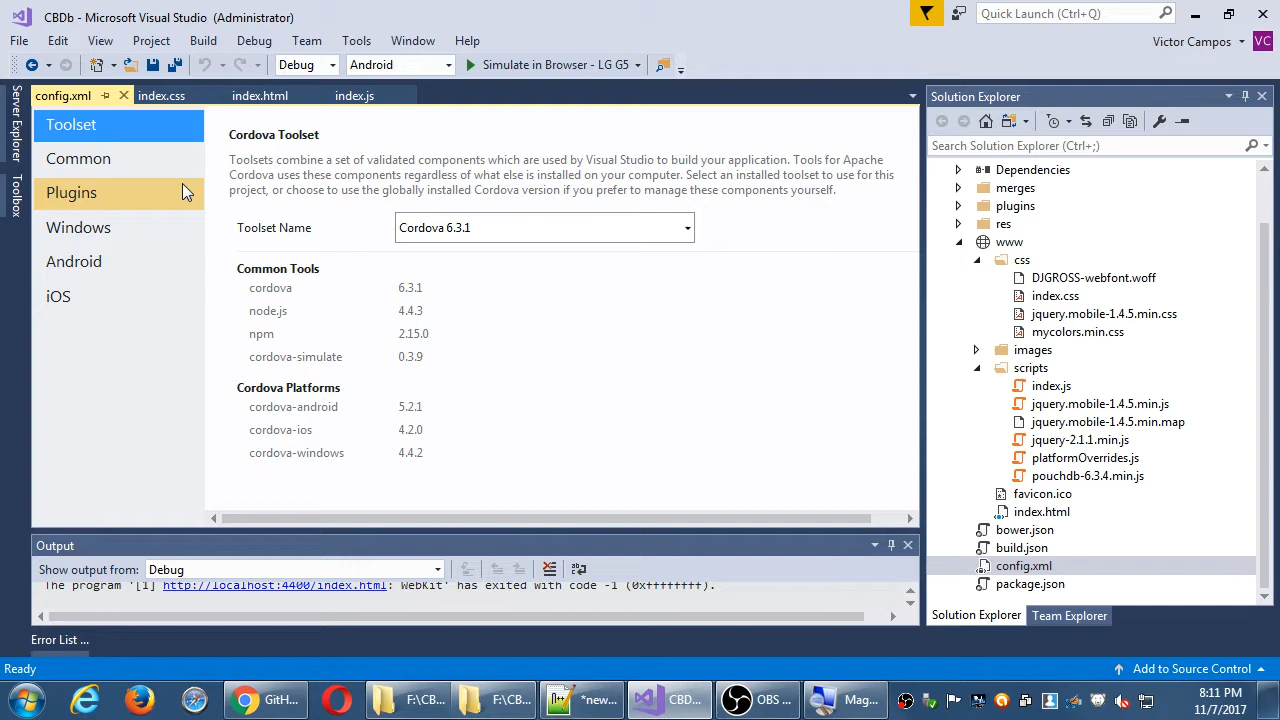 CBDb - Microsoft Visual Studio (Administrator)
Quick Launch (Ctrl+Q)
File Edit View Project Build Debug Team Tools Window Help
Victor Campos VC
Debug Android Simulate in Browser - LG G5
Server Explorer
Toolbox
config.xml index.css index.html index.js
Toolset
Common
Plugins
Windows
Android
iOS
Cordova Toolset
Toolsets combine a set of validated components which are used by Visual Studio to build your application. Tools for Apache
Cordova uses these components regardless of what else is installed on your computer. Select an installed toolset to use for this
project, or choose to use the globally installed Cordova version if you prefer to manage these components yourself.
Toolset Name Cordova 6.3.1
Common Tools
cordova 6.3.1
node.js 4.4.3
npm 2.15.0
cordova-simulate 0.3.9
Cordova Platforms
cordova-android 5.2.1
cordova-ios 4.2.0
cordova-windows 4.4.2
Solution Explorer
Search Solution Explorer (Ctrl+;)
Dependencies
merges
plugins
res
www
css
DJGROSS-webfont.woff
index.css
jquery.mobile-1.4.5.min.css
mycolors.min.css
images
scripts
index.js
jquery.mobile-1.4.5.min.js
jquery.mobile-1.4.5.min.map
jquery-2.1.1.min.js
platformOverrides.js
pouchdb-6.3.4.min.js
favicon.ico
index.html
bower.json
build.json
config.xml
package.json
Solution Explorer Team Explorer
Output
Show output from: Debug
The program '[1] http://localhost:4400/index.html: WebKit' has exited with code -1 (0xffffffff).
Error List ...
Ready
Add to Source Control
GitH... F:\CB... F:\CB... *new... CBD... OBS ... Mag...
8:11 PM
11/7/2017